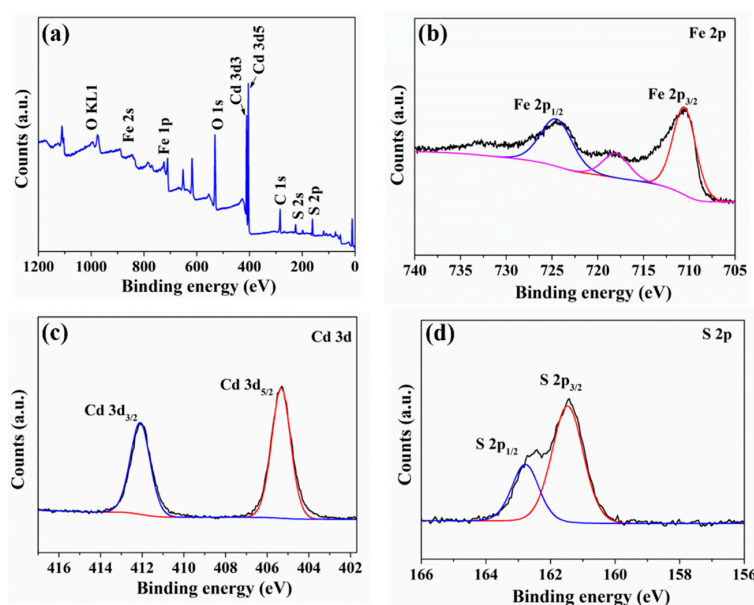 (a)
Counts (a.u.)
O KL1
Fe 2s
Fe 1p
O 1s
Cd 3d3
Cd 3d5
C 1s
S 2s
S 2p
1200 1000 800 600 400 200 0
Binding energy (eV)
(b)
Fe 2p
Counts (a.u.)
Fe 2p1/2
Fe 2p3/2
740 735 730 725 720 715 710 705
Binding energy (eV)
(c)
Cd 3d
Counts (a.u.)
Cd 3d3/2
Cd 3d5/2
416 414 412 410 408 406 404 402
Binding energy (eV)
(d)
S 2p
Counts (a.u.)
S 2p1/2
S 2p3/2
166 164 162 160 158 156
Binding energy (eV)